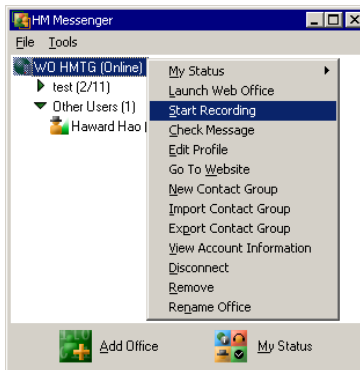 HM Messenger
File Tools
WO HMTG (Online)
test (2/11)
Other Users (1)
Haward Hao (
My Status
Launch Web Office
Start Recording
Check Message
Edit Profile
Go To Website
New Contact Group
Import Contact Group
Export Contact Group
View Account Information
Disconnect
Remove
Rename Office
Add Office
My Status